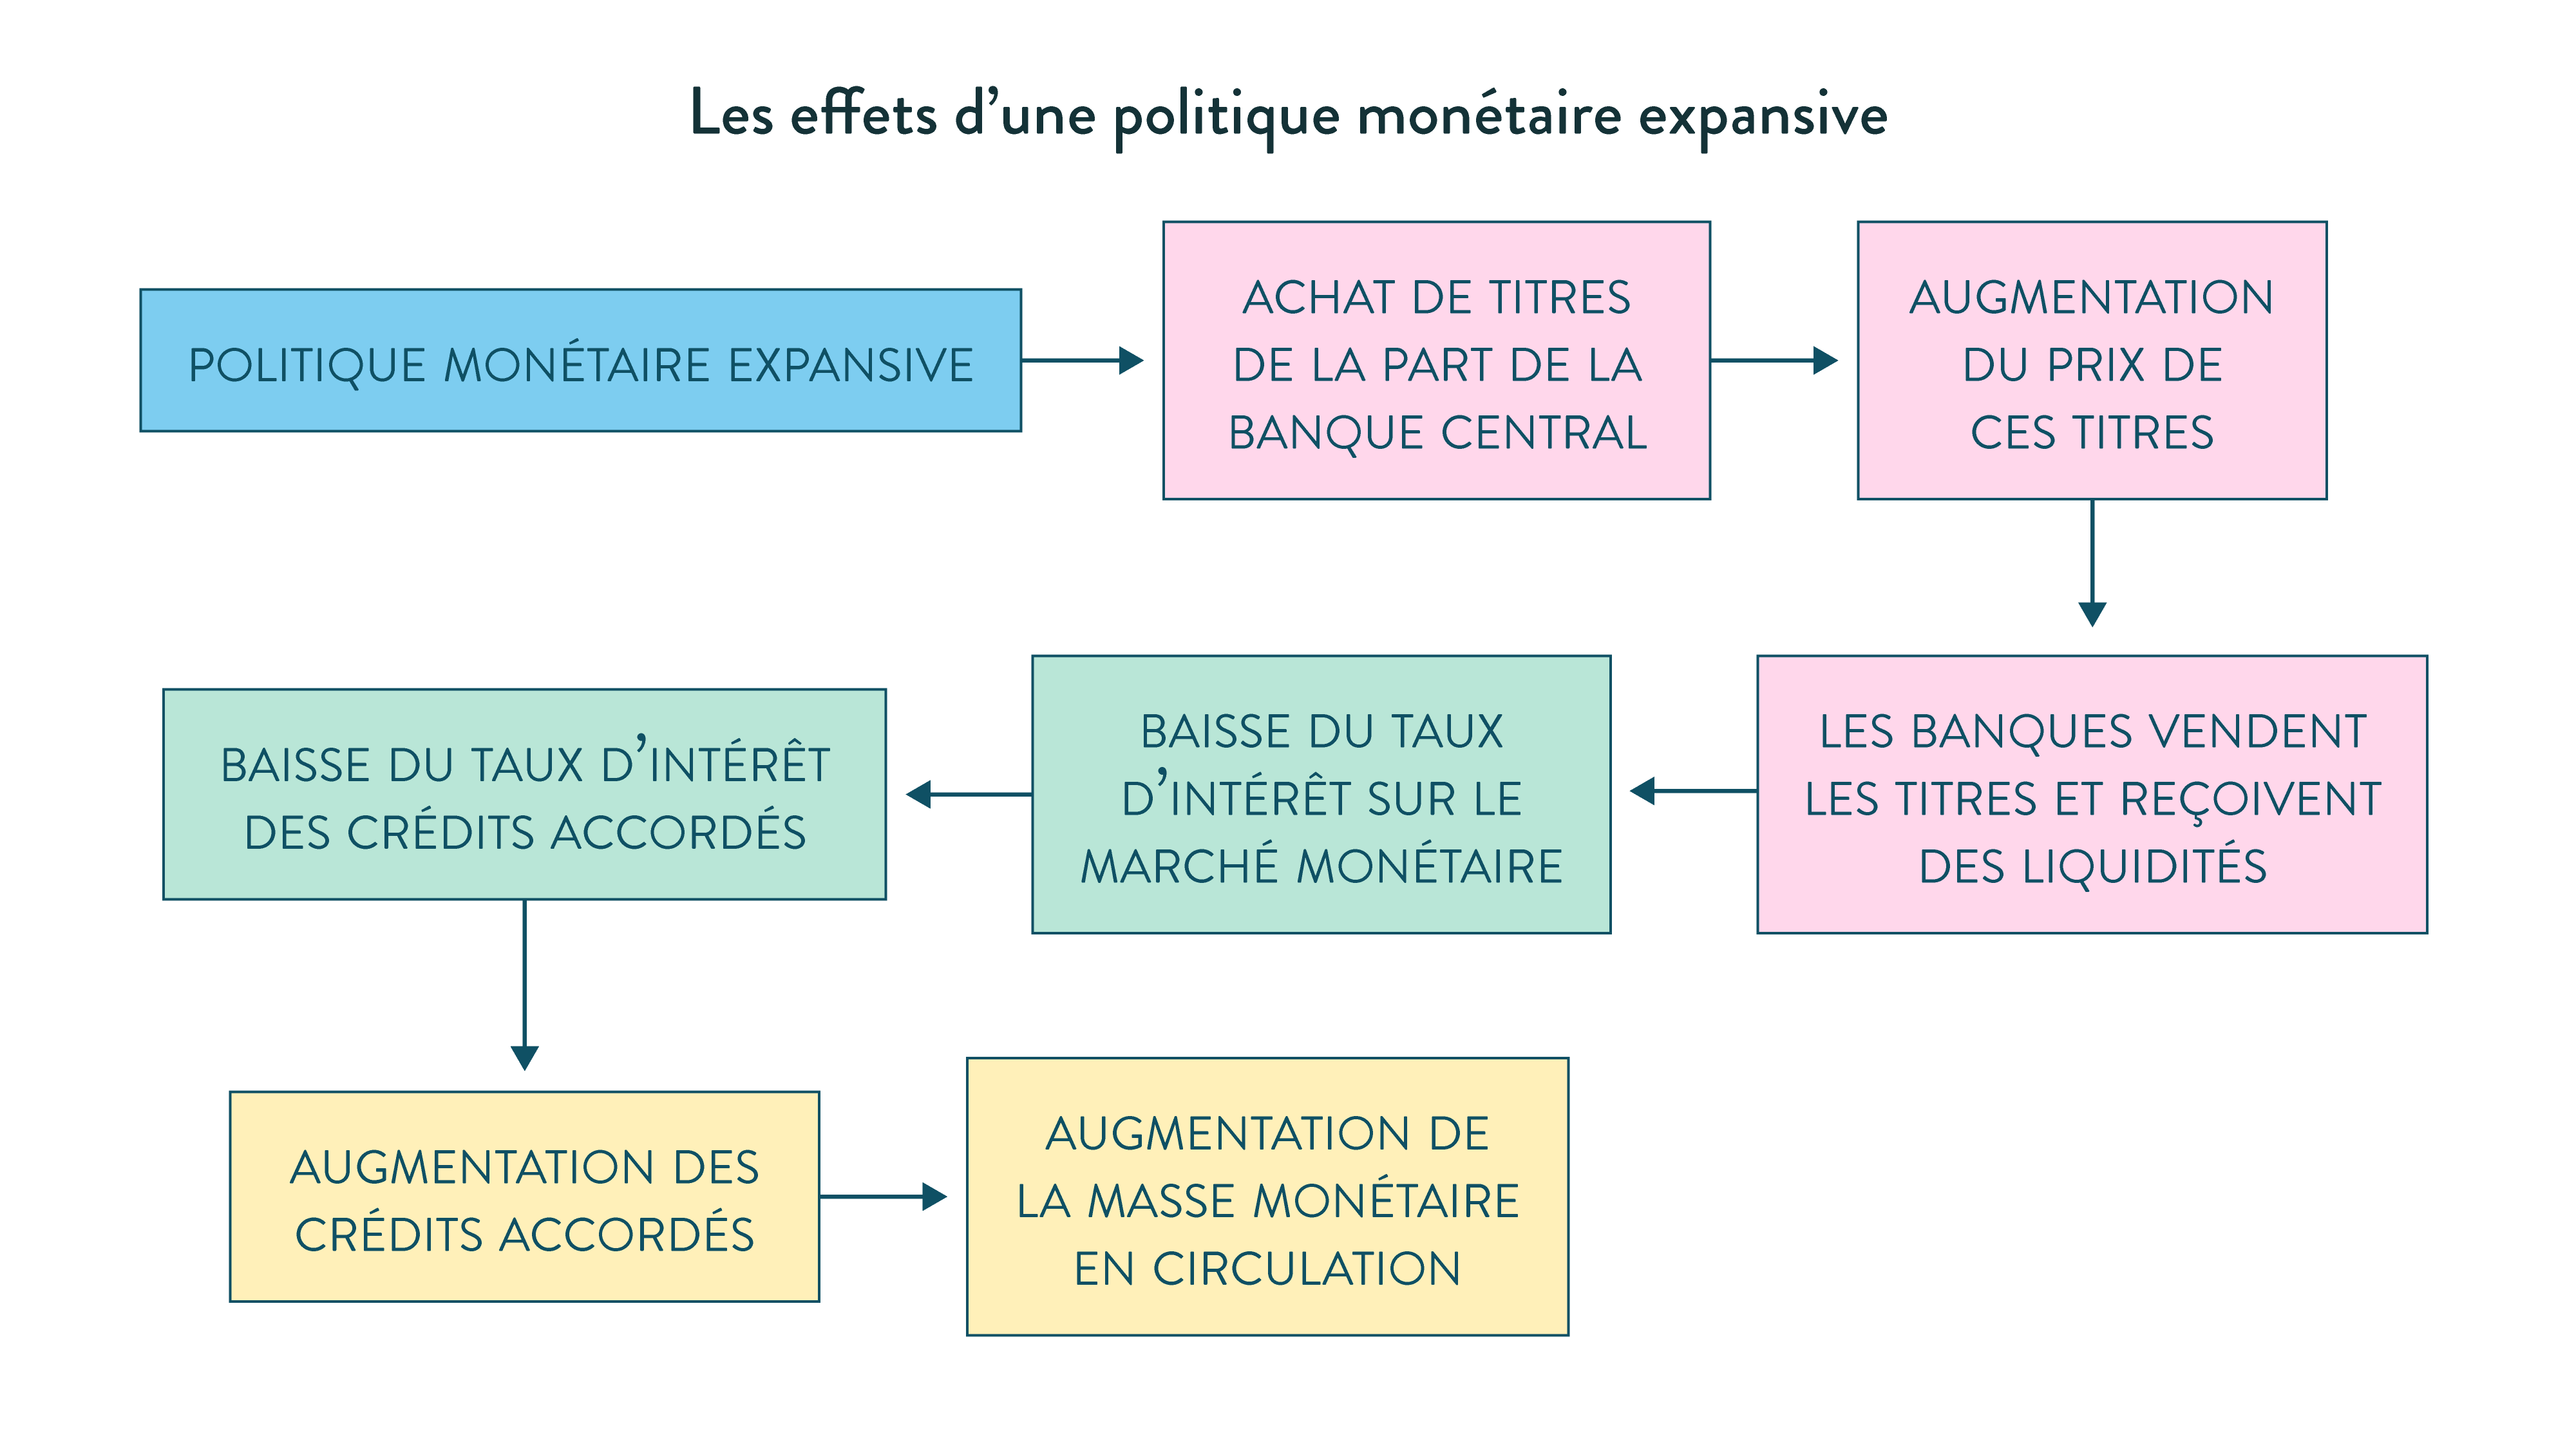 Les effets d’une politique monétaire expansive
POLITIQUE MONÉTAIRE EXPANSIVE
ACHAT DE TITRES
DE LA PART DE LA
BANQUE CENTRAL
AUGMENTATION
DU PRIX DE
CES TITRES
LES BANQUES VENDENT
LES TITRES ET REÇOIVENT
DES LIQUIDITÉS
BAISSE DU TAUX
D’INTÉRÊT SUR LE
MARCHÉ MONÉTAIRE
BAISSE DU TAUX D’INTÉRÊT
DES CRÉDITS ACCORDÉS
AUGMENTATION DES
CRÉDITS ACCORDÉS
AUGMENTATION DE
LA MASSE MONÉTAIRE
EN CIRCULATION